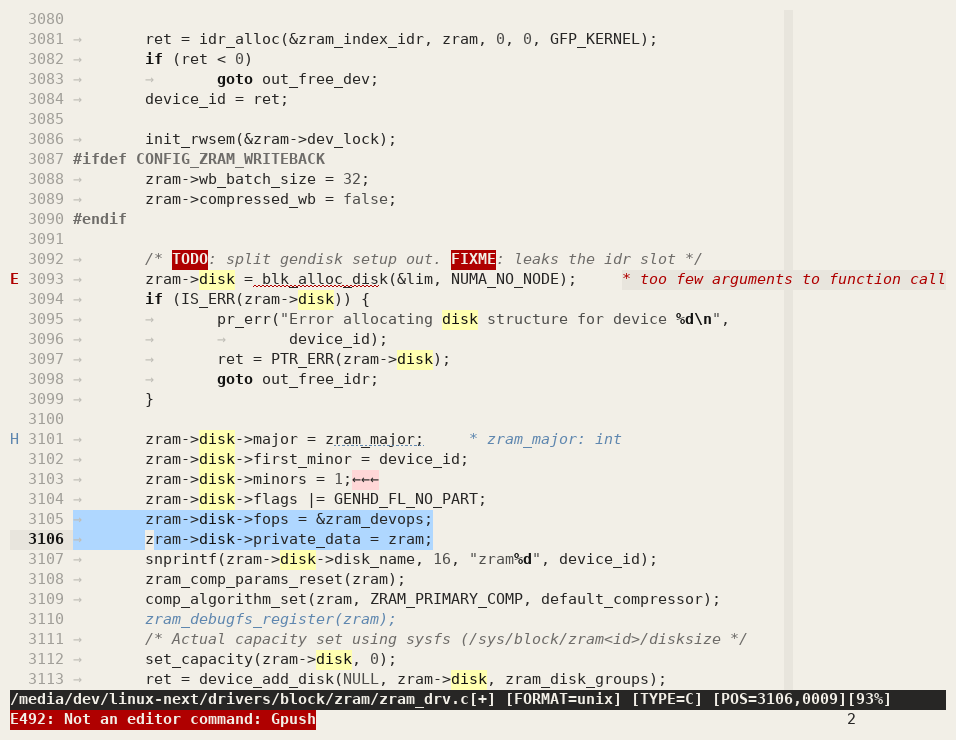 3080
3081 →       ret = idr_alloc(&zram_index_idr, zram, 0, 0, GFP_KERNEL);
3082 →       if (ret < 0)
3083 →       →       goto out_free_dev;
3084 →       device_id = ret;
3085
3086 →       init_rwsem(&zram->dev_lock);
3087 #ifdef CONFIG_ZRAM_WRITEBACK
3088 →       zram->wb_batch_size = 32;
3089 →       zram->compressed_wb = false;
3090 #endif
3091
3092 →       /* TODO: split gendisk setup out. FIXME: leaks the idr slot */
E 3093 →       zram->disk = blk_alloc_disk(&lim, NUMA_NO_NODE);     * too few arguments to function call
3094 →       if (IS_ERR(zram->disk)) {
3095 →       →       pr_err("Error allocating disk structure for device %d\n",
3096 →       →       →       device_id);
3097 →       →       ret = PTR_ERR(zram->disk);
3098 →       →       goto out_free_idr;
3099 →       }
3100
H 3101 →       zram->disk->major = zram_major;     * zram_major: int
3102 →       zram->disk->first_minor = device_id;
3103 →       zram->disk->minors = 1;←←←
3104 →       zram->disk->flags |= GENHD_FL_NO_PART;
3105 →       zram->disk->fops = &zram_devops;
3106 →       zram->disk->private_data = zram;
3107 →       snprintf(zram->disk->disk_name, 16, "zram%d", device_id);
3108 →       zram_comp_params_reset(zram);
3109 →       comp_algorithm_set(zram, ZRAM_PRIMARY_COMP, default_compressor);
3110         zram_debugfs_register(zram);
3111 →       /* Actual capacity set using sysfs (/sys/block/zram<id>/disksize */
3112 →       set_capacity(zram->disk, 0);
3113 →       ret = device_add_disk(NULL, zram->disk, zram_disk_groups);
/media/dev/linux-next/drivers/block/zram/zram_drv.c[+] [FORMAT=unix] [TYPE=C] [POS=3106,0009][93%]
E492: Not an editor command: Gpush 2